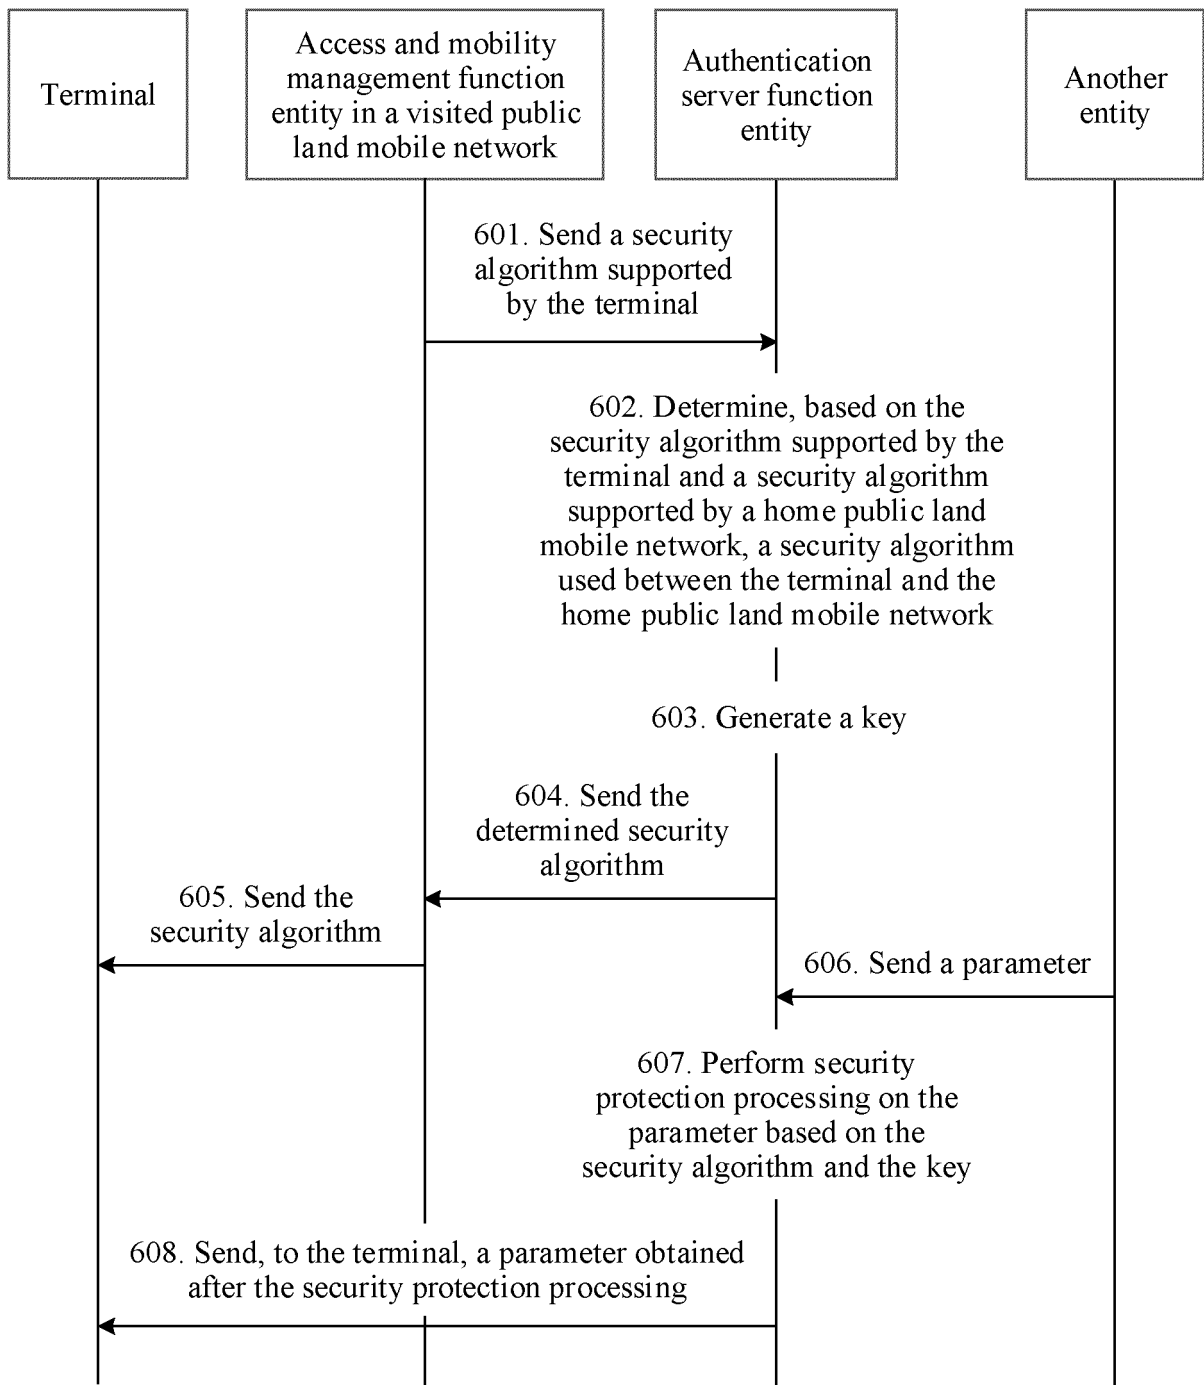 Terminal
Access and mobility
management function
entity in a visited public
land mobile network
Authentication
server function
entity
Another
entity
601. Send a security
algorithm supported
by the terminal
602. Determine, based on the
security algorithm supported by the
terminal and a security algorithm
supported by a home public land
mobile network, a security algorithm
used between the terminal and the
home public land mobile network
603. Generate a key
604. Send the
determined security
algorithm
605. Send the
security algorithm
606. Send a parameter
607. Perform security
protection processing on the
parameter based on the
security algorithm and the key
608. Send, to the terminal, a parameter obtained
after the security protection processing